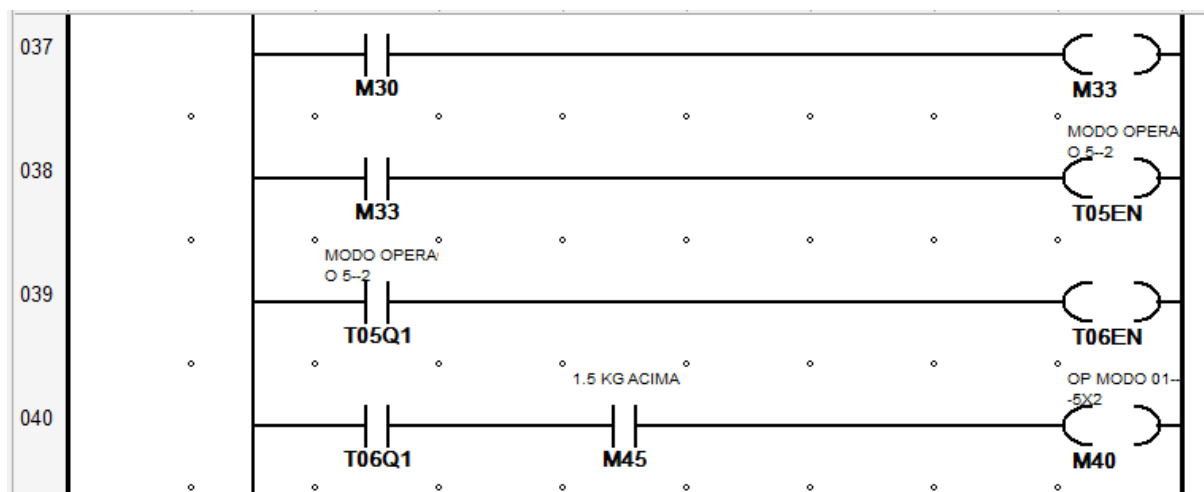 037
M30
M33
MODO OPERA
O 5--2
038
M33
T05EN
MODO OPERA
O 5--2
039
T05Q1
T06EN
1.5 KG ACIMA
OP MODO 01--
-5X2
040
T06Q1
M45
M40